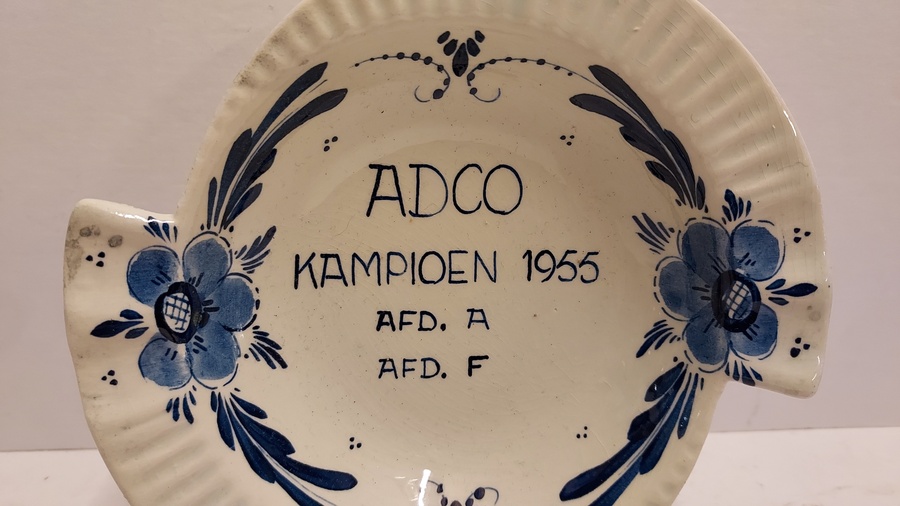 ADCO
KAMPIOEN 1955
AFD. A
AFD. F